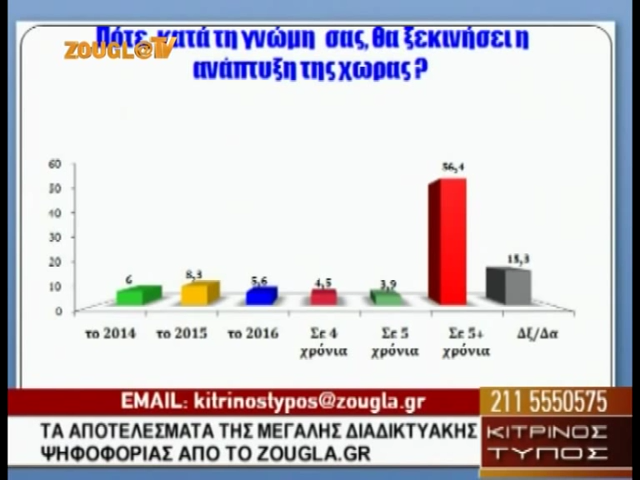 ZOUGL@TV
Πότε, κατά τη γνώμη σας, θα ξεκινήσει η
ανάπτυξη της χωρας ?
60
50
40
30
20
10
0
6
8,3
5,6
4,5
3,9
56,4
15,3
το 2014
το 2015
το 2016
Σε 4
χρόνια
Σε 5
χρόνια
Σε 5+
χρόνια
Δξ/Δα
EMAIL: kitrinostypos@zougla.gr
211 5550575
ΤΑ ΑΠΟΤΕΛΕΣΜΑΤΑ ΤΗΣ ΜΕΓΑΛΗΣ ΔΙΑΔΙΚΤΥΑΚΗΣ
ΨΗΦΟΦΟΡΙΑΣ ΑΠΟ ΤΟ ZOUGLA.GR
ΚΙΤΡΙΝΟΣ
ΤΥΠΟΣ